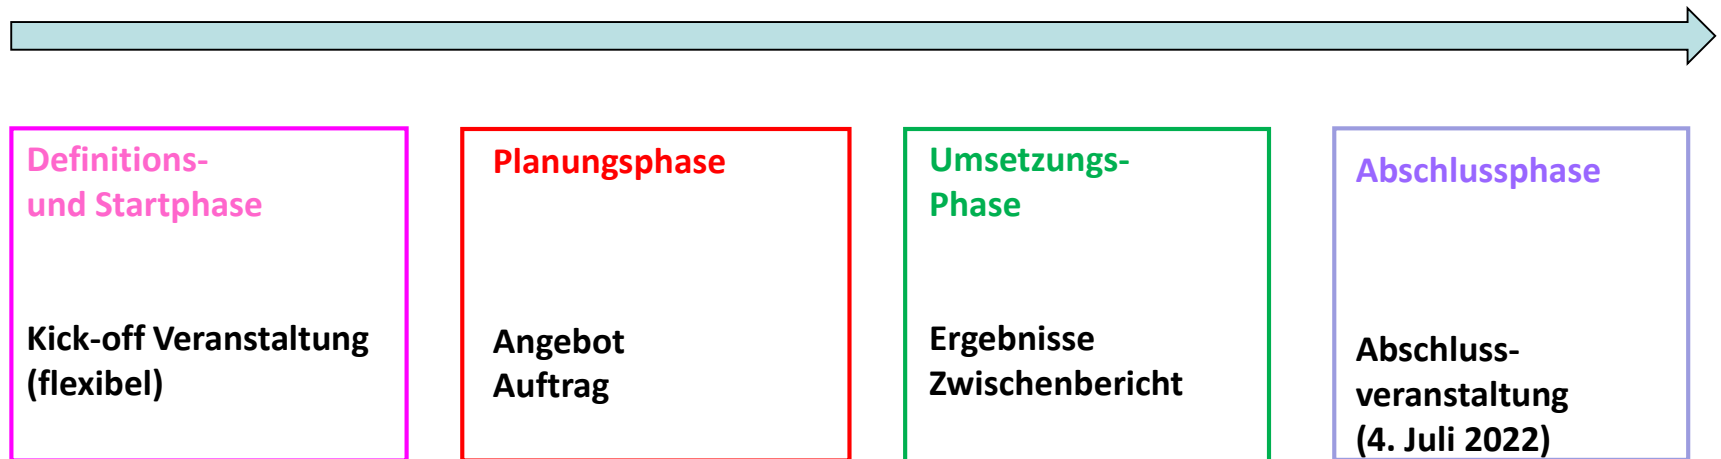 Definitions-
und Startphase
Kick-off Veranstaltung
(flexibel)
Planungsphase
Angebot
Auftrag
Umsetzungs-
Phase
Ergebnisse
Zwischenbericht
Abschlussphase
Abschluss-
veranstaltung
(4. Juli 2022)